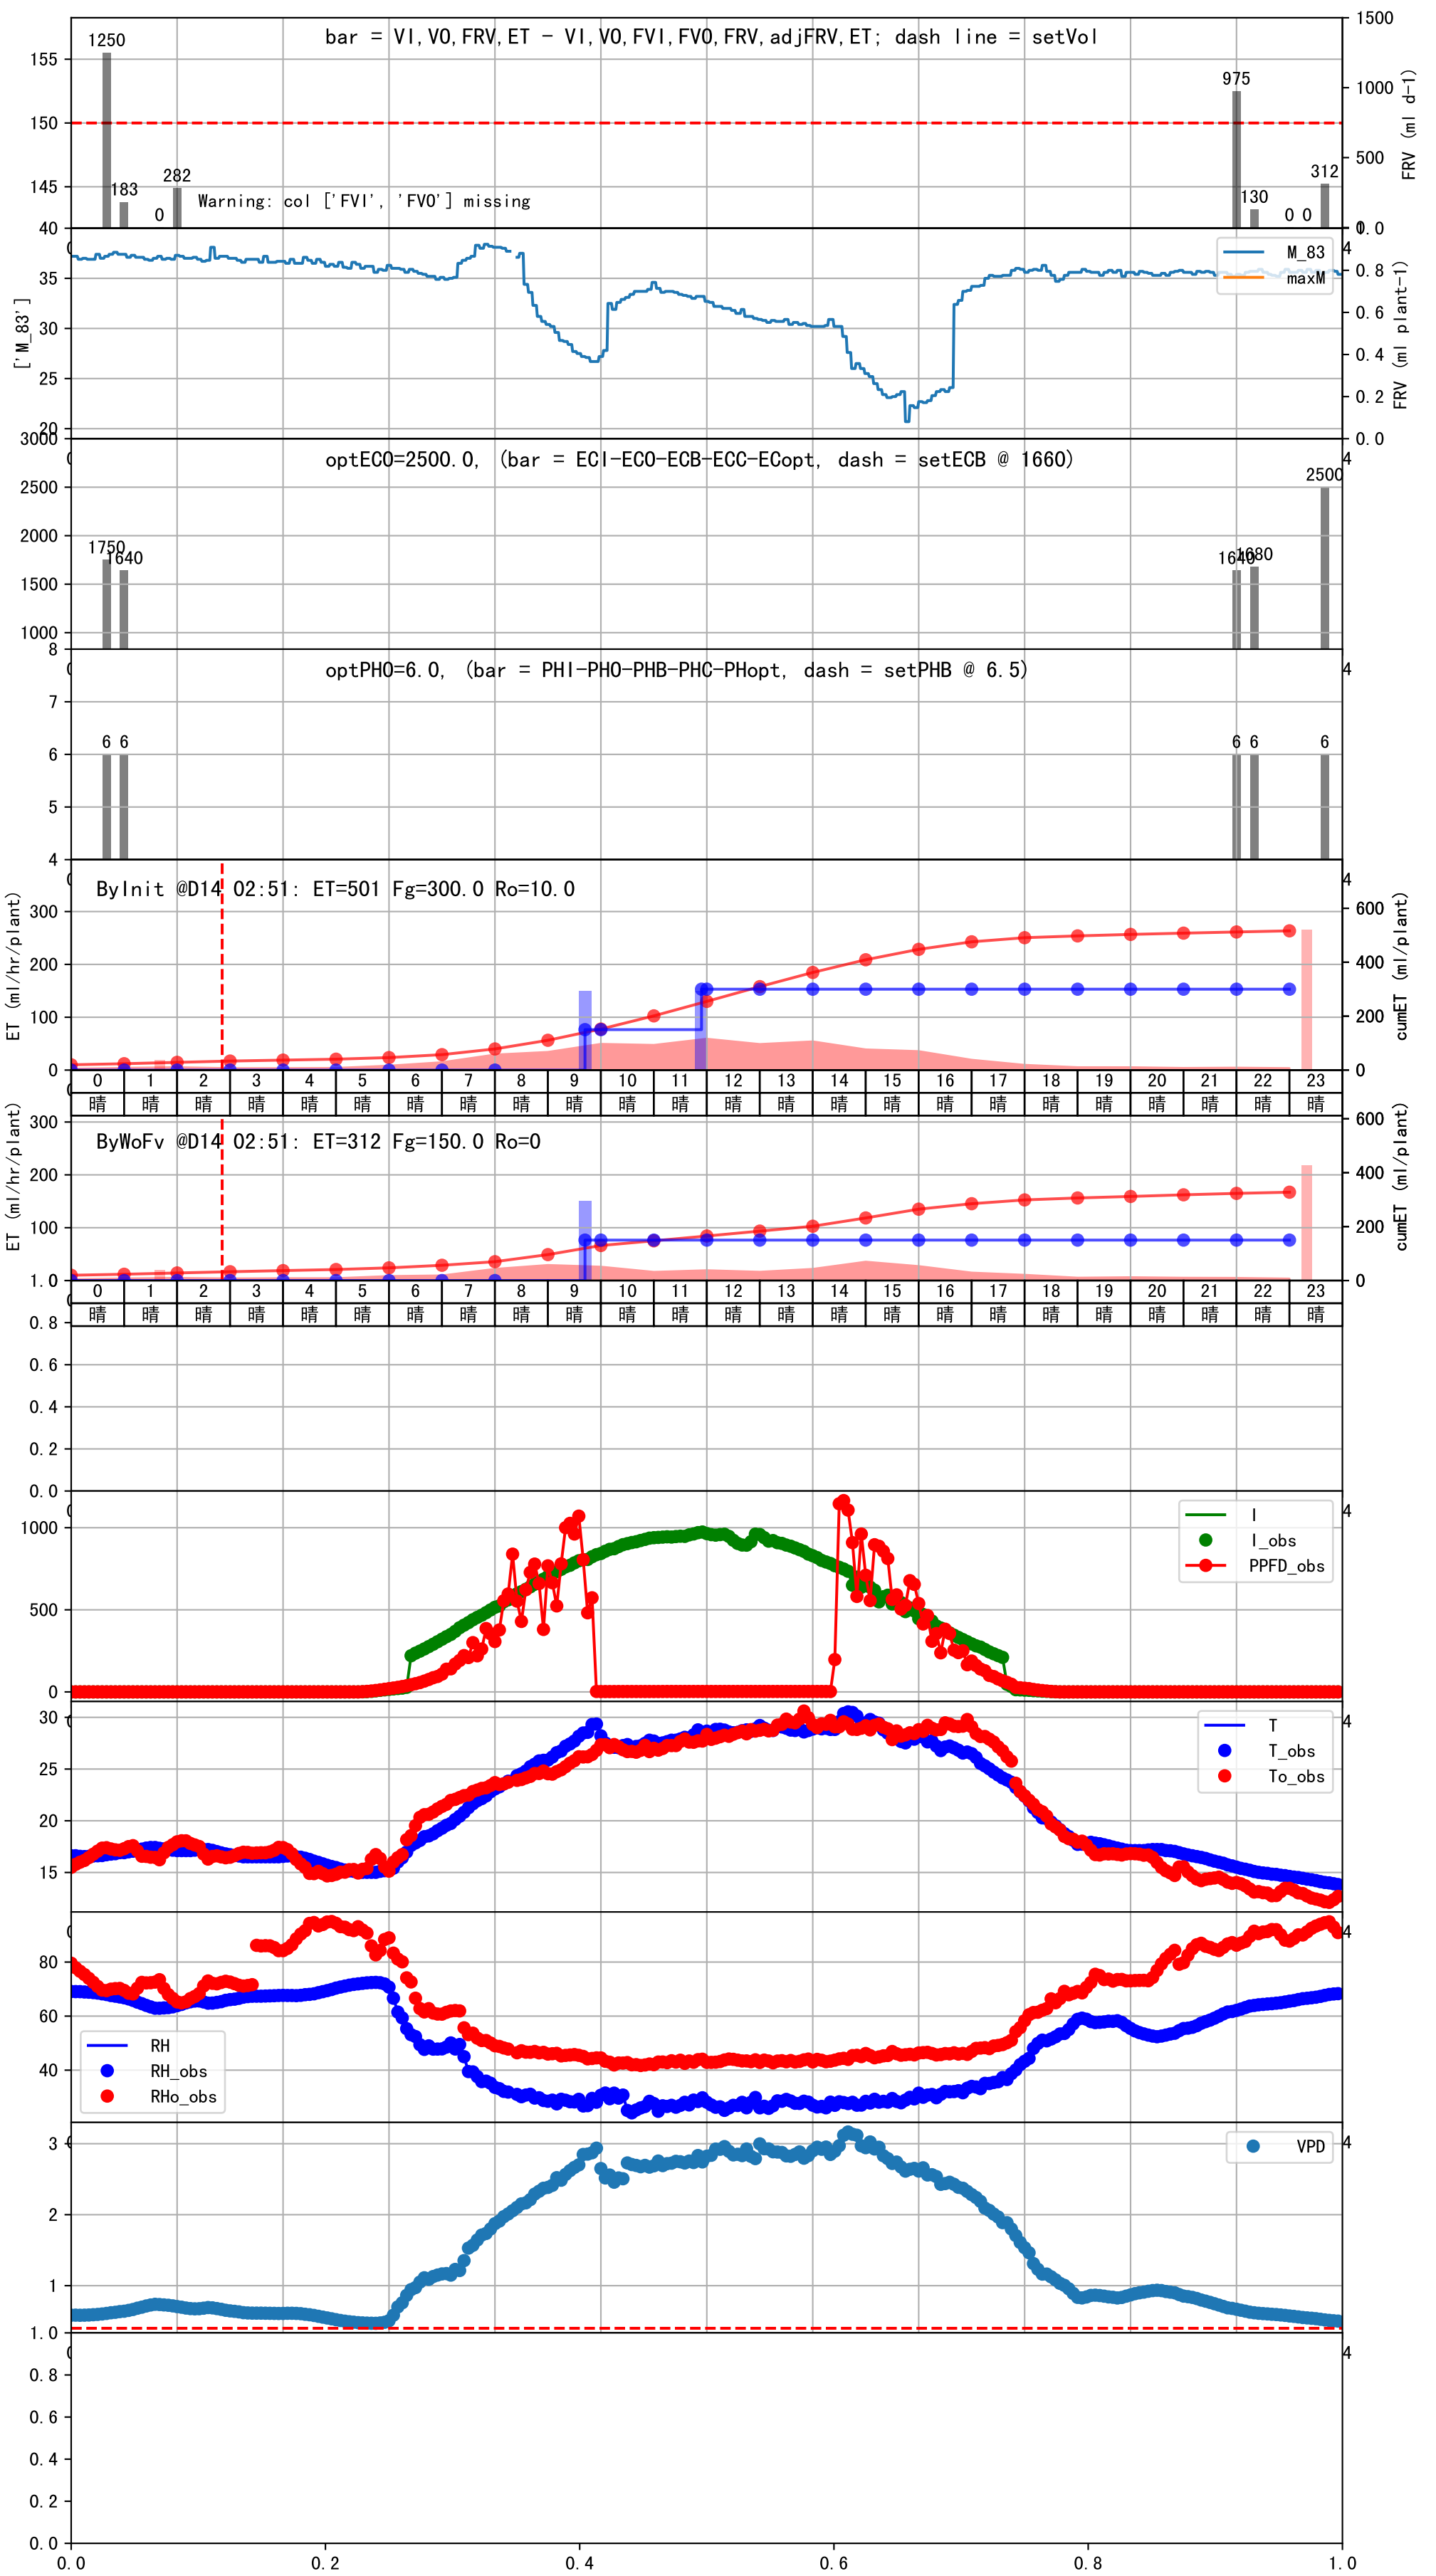 bar = VI,VO,FRV,ET - VI,VO,FVI,FVO,FRV,adjFRV,ET; dash line = setVol
1250
183
0
282
Warning: col ['FVI', 'FVO'] missing
975
130
0
0
312
155
150
145
1500
1000
500
FRV (ml d-1)
['M_83']
40
35
30
25
20
M_83
maxM
1.0
0.8
0.6
0.4
0.2
0.0
FRV (ml plant-1)
optECO=2500.0, (bar = ECI-ECO-ECB-ECC-ECopt, dash = setECB @ 1660)
3000
2500
2000
1500
1000
1750
1640
1640
1680
2500
optPHO=6.0, (bar = PHI-PHO-PHB-PHC-PHopt, dash = setPHB @ 6.5)
8
7
6
5
4
6
6
6
6
6
ByInit @D14 02:51: ET=501 Fg=300.0 Ro=10.0
ET (ml/hr/plant)
300
200
100
0
600
400
200
0
cumET (ml/plant)
0 1 2 3 4 5 6 7 8 9 10 11 12 13 14 15 16 17 18 19 20 21 22 23
晴 晴 晴 晴 晴 晴 晴 晴 晴 晴 晴 晴 晴 晴 晴 晴 晴 晴 晴 晴 晴 晴 晴 晴
ByWoFv @D14 02:51: ET=312 Fg=150.0 Ro=0
ET (ml/hr/plant)
300
200
100
600
400
200
0
cumET (ml/plant)
0 1 2 3 4 5 6 7 8 9 10 11 12 13 14 15 16 17 18 19 20 21 22 23
晴 晴 晴 晴 晴 晴 晴 晴 晴 晴 晴 晴 晴 晴 晴 晴 晴 晴 晴 晴 晴 晴 晴 晴
1.0
0.8
0.6
0.4
0.2
0.0
1000
500
0
I
I_obs
PPFD_obs
30
25
20
15
T
T_obs
To_obs
80
60
40
RH
RH_obs
RHo_obs
3
2
1
VPD
1.0
0.8
0.6
0.4
0.2
0.0
0.0 0.2 0.4 0.6 0.8 1.0